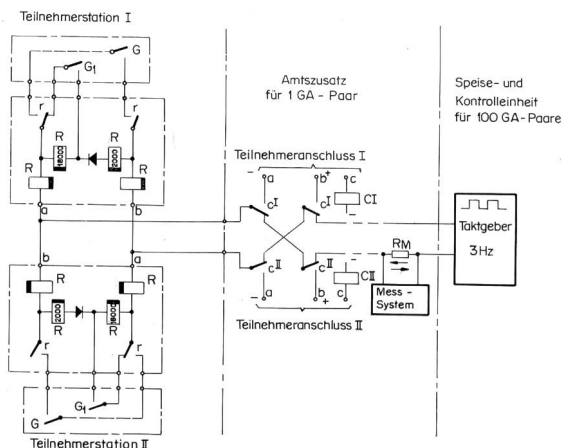 Teilnehmerstation I
G
G1
r
r
R
18000
R
2000
R
R
a
b
Amtszusatz
für 1 GA - Paar
Speise- und
Kontrolleinheit
für 100 GA-Paare
Teilnehmeranschluss I
- a
b +
c
cI
cI
CI
-
Taktgeber
3Hz
RM
Mess -
System
cII
cII
-
CII
- a
b +
c
Teilnehmeranschluss II
b
a
R
R
R
2000
R
18000
r
r
G1
G
Teilnehmerstation II